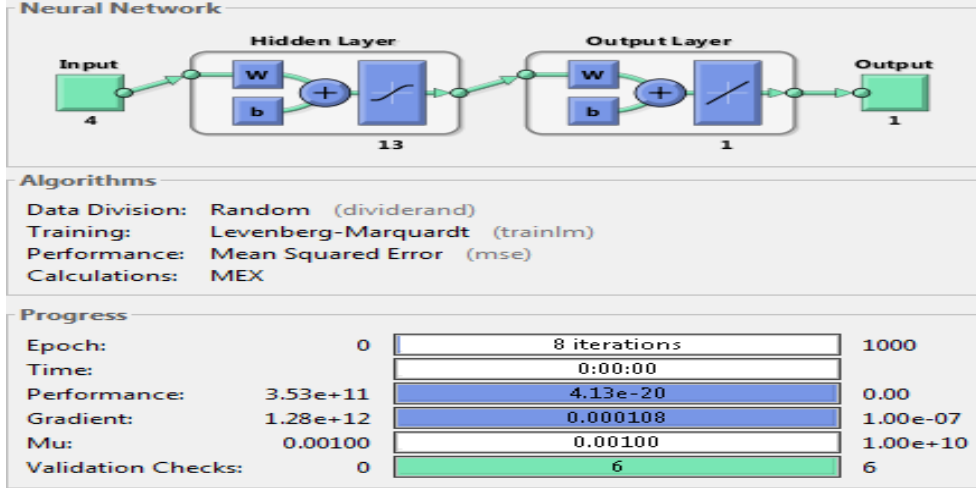 Neural Network
Hidden Layer
Output Layer
Input
W
b
+
W
b
+
Output
4
13
1
1
Algorithms
Data Division: Random (dividerand)
Training: Levenberg-Marquardt (trainlm)
Performance: Mean Squared Error (mse)
Calculations: MEX
Progress
Epoch: 0 8 iterations 1000
Time: 0:00:00
Performance: 3.53e+11 4.13e-20 0.00
Gradient: 1.28e+12 0.000108 1.00e-07
Mu: 0.00100 0.00100 1.00e+10
Validation Checks: 0 6 6